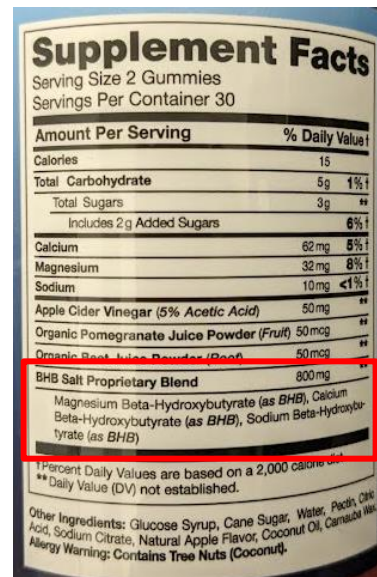 Supplement Facts
Serving Size 2 Gummies
Servings Per Container 30
Amount Per Serving % Daily Value†
Calories 15
Total Carbohydrate 5g 1%†
Total Sugars 3g **
Includes 2g Added Sugars 6%†
Calcium 62mg 5%†
Magnesium 32mg 8%†
Sodium 10mg <1%†
Apple Cider Vinegar (5% Acetic Acid) 50mg **
Organic Pomegranate Juice Powder (Fruit) 50mcg **
Organic Beet Juice Powder (Root) 50mcg **
BHB Salt Proprietary Blend 800mg **
Magnesium Beta-Hydroxybutyrate (as BHB), Calcium
Beta-Hydroxybutyrate (as BHB), Sodium Beta-Hydroxybu-
tyrate (as BHB)
†Percent Daily Values are based on a 2,000 calorie diet.
**Daily Value (DV) not established.
Other Ingredients: Glucose Syrup, Cane Sugar, Water, Pectin, Citric
Acid, Sodium Citrate, Natural Apple Flavor, Coconut Oil, Carnauba Wax.
Allergy Warning: Contains Tree Nuts (Coconut).